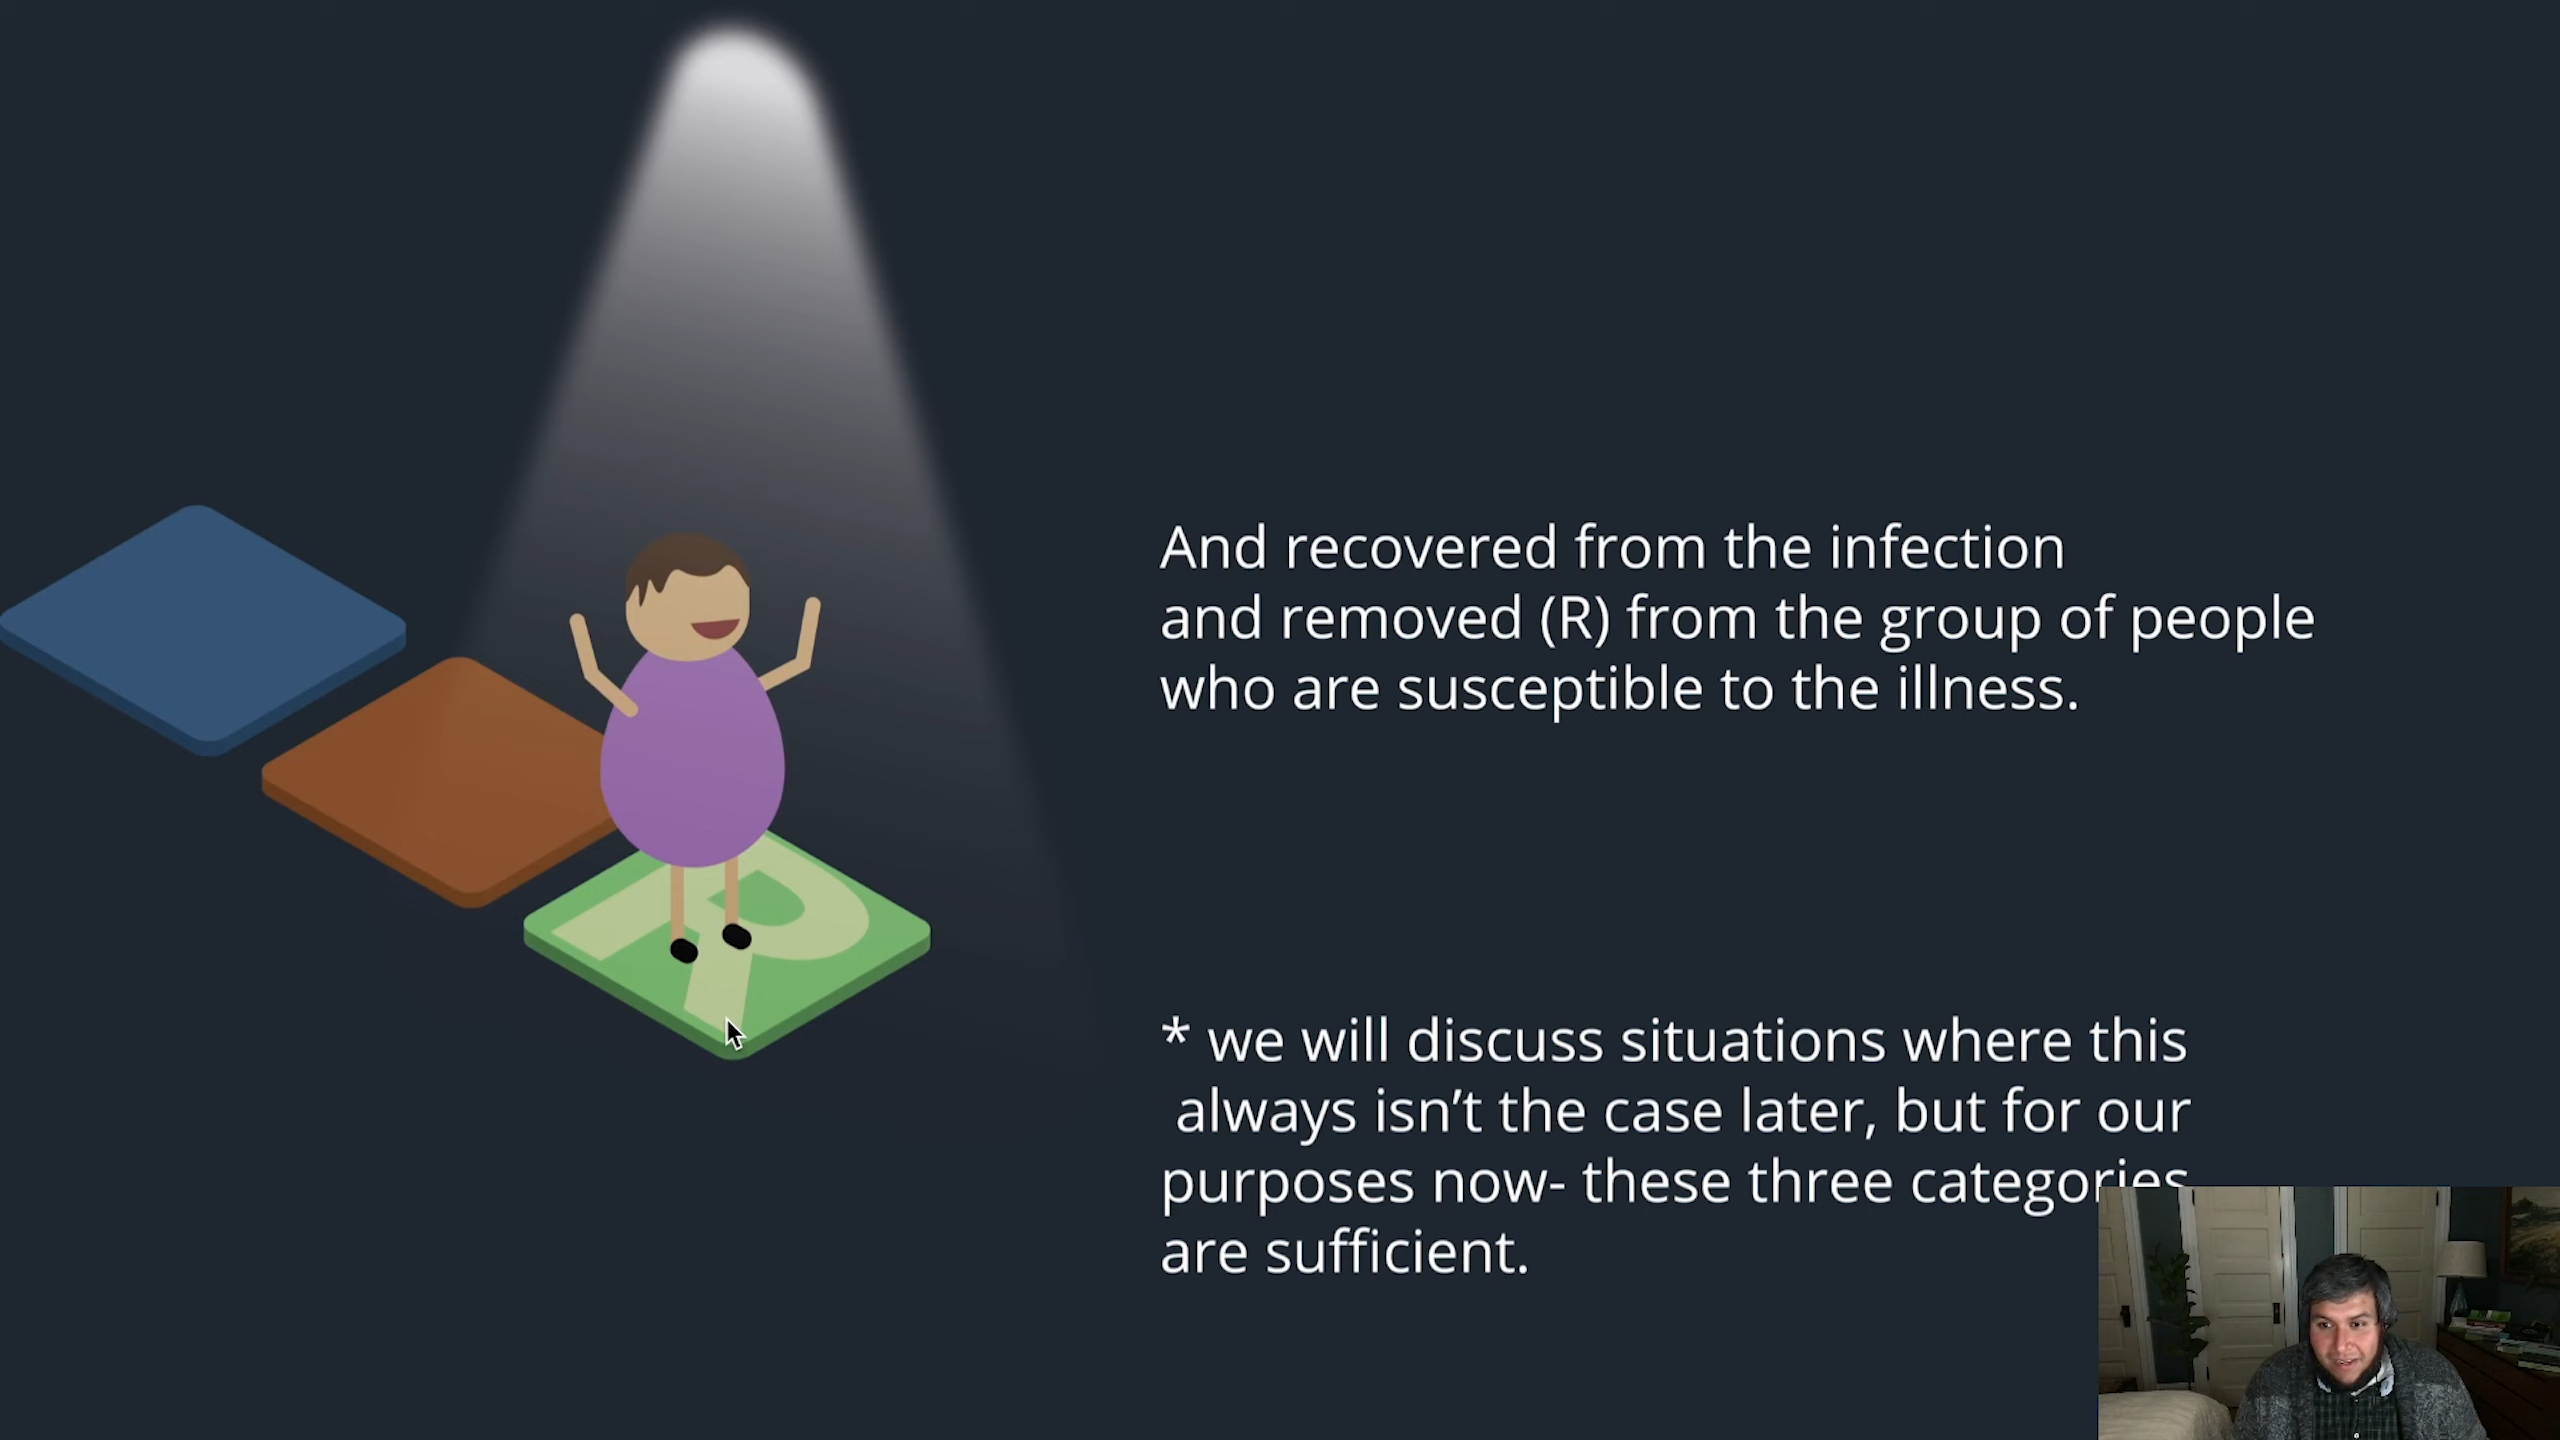 And recovered from the infection
and removed (R) from the group of people
who are susceptible to the illness.
R
* we will discuss situations where this
always isn’t the case later, but for our
purposes now- these three categories
are sufficient.